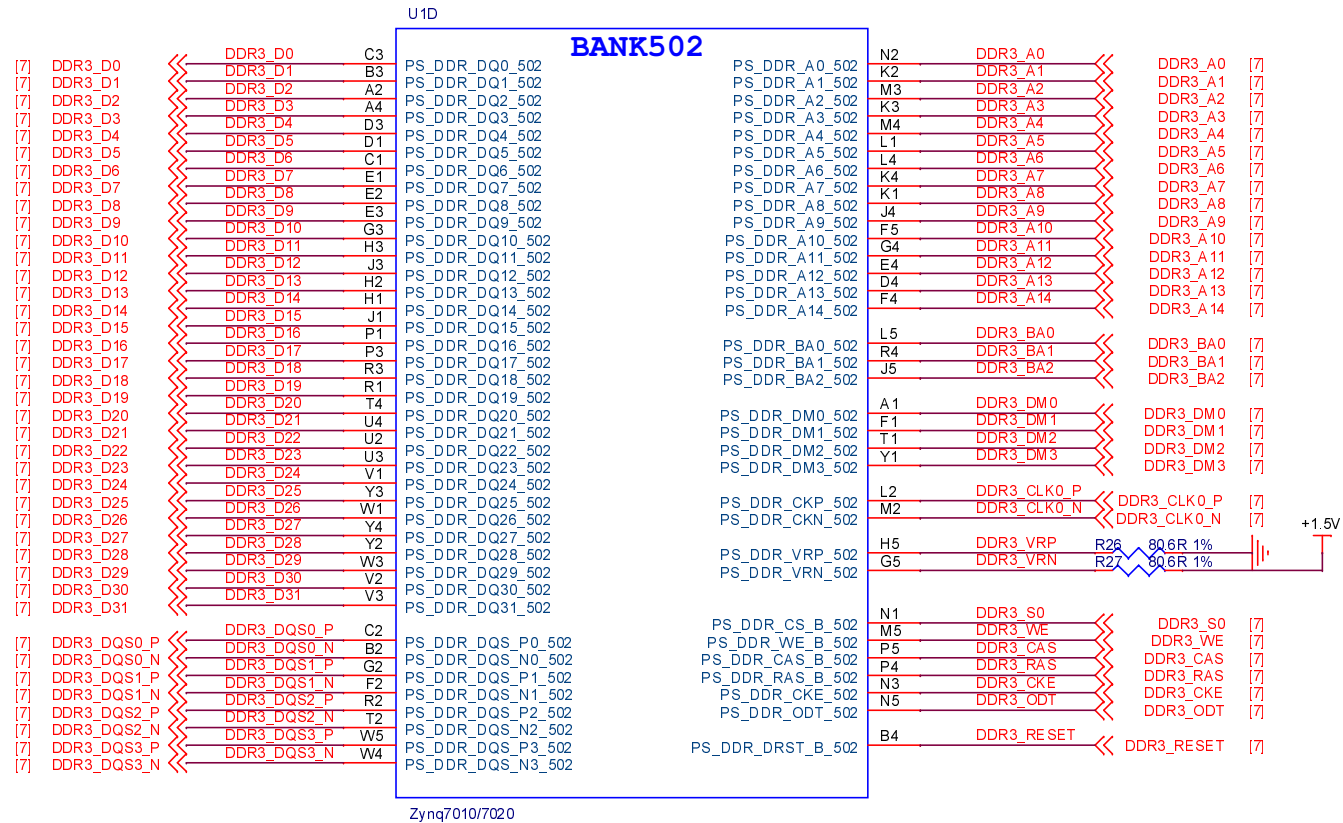 U1D
BANK502
[7] DDR3_D0 DDR3_D0 C3 PS_DDR_DQ0_502 PS_DDR_A0_502 N2 DDR3_A0 DDR3_A0 [7]
[7] DDR3_D1 DDR3_D1 B3 PS_DDR_DQ1_502 PS_DDR_A1_502 K2 DDR3_A1 DDR3_A1 [7]
[7] DDR3_D2 DDR3_D2 A2 PS_DDR_DQ2_502 PS_DDR_A2_502 M3 DDR3_A2 DDR3_A2 [7]
[7] DDR3_D3 DDR3_D3 A4 PS_DDR_DQ3_502 PS_DDR_A3_502 K3 DDR3_A3 DDR3_A3 [7]
[7] DDR3_D4 DDR3_D4 D3 PS_DDR_DQ4_502 PS_DDR_A4_502 M4 DDR3_A4 DDR3_A4 [7]
[7] DDR3_D5 DDR3_D5 D1 PS_DDR_DQ5_502 PS_DDR_A5_502 L1 DDR3_A5 DDR3_A5 [7]
[7] DDR3_D6 DDR3_D6 C1 PS_DDR_DQ6_502 PS_DDR_A6_502 L4 DDR3_A6 DDR3_A6 [7]
[7] DDR3_D7 DDR3_D7 E1 PS_DDR_DQ7_502 PS_DDR_A7_502 K4 DDR3_A7 DDR3_A7 [7]
[7] DDR3_D8 DDR3_D8 E2 PS_DDR_DQ8_502 PS_DDR_A8_502 K1 DDR3_A8 DDR3_A8 [7]
[7] DDR3_D9 DDR3_D9 E3 PS_DDR_DQ9_502 PS_DDR_A9_502 J4 DDR3_A9 DDR3_A9 [7]
[7] DDR3_D10 DDR3_D10 G3 PS_DDR_DQ10_502 PS_DDR_A10_502 F5 DDR3_A10 DDR3_A10 [7]
[7] DDR3_D11 DDR3_D11 H3 PS_DDR_DQ11_502 PS_DDR_A11_502 G4 DDR3_A11 DDR3_A11 [7]
[7] DDR3_D12 DDR3_D12 J3 PS_DDR_DQ12_502 PS_DDR_A12_502 E4 DDR3_A12 DDR3_A12 [7]
[7] DDR3_D13 DDR3_D13 H2 PS_DDR_DQ13_502 PS_DDR_A13_502 D4 DDR3_A13 DDR3_A13 [7]
[7] DDR3_D14 DDR3_D14 H1 PS_DDR_DQ14_502 PS_DDR_A14_502 F4 DDR3_A14 DDR3_A14 [7]
[7] DDR3_D15 DDR3_D15 J1 PS_DDR_DQ15_502
[7] DDR3_D16 DDR3_D16 P1 PS_DDR_DQ16_502 PS_DDR_BA0_502 L5 DDR3_BA0 DDR3_BA0 [7]
[7] DDR3_D17 DDR3_D17 P3 PS_DDR_DQ17_502 PS_DDR_BA1_502 R4 DDR3_BA1 DDR3_BA1 [7]
[7] DDR3_D18 DDR3_D18 R3 PS_DDR_DQ18_502 PS_DDR_BA2_502 J5 DDR3_BA2 DDR3_BA2 [7]
[7] DDR3_D19 DDR3_D19 R1 PS_DDR_DQ19_502
[7] DDR3_D20 DDR3_D20 T4 PS_DDR_DQ20_502 PS_DDR_DM0_502 A1 DDR3_DM0 DDR3_DM0 [7]
[7] DDR3_D21 DDR3_D21 U4 PS_DDR_DQ21_502 PS_DDR_DM1_502 F1 DDR3_DM1 DDR3_DM1 [7]
[7] DDR3_D22 DDR3_D22 U2 PS_DDR_DQ22_502 PS_DDR_DM2_502 T1 DDR3_DM2 DDR3_DM2 [7]
[7] DDR3_D23 DDR3_D23 U3 PS_DDR_DQ23_502 PS_DDR_DM3_502 Y1 DDR3_DM3 DDR3_DM3 [7]
[7] DDR3_D24 DDR3_D24 V1 PS_DDR_DQ24_502
[7] DDR3_D25 DDR3_D25 Y3 PS_DDR_DQ25_502 PS_DDR_CKP_502 L2 DDR3_CLK0_P DDR3_CLK0_P [7]
[7] DDR3_D26 DDR3_D26 W1 PS_DDR_DQ26_502 PS_DDR_CKN_502 M2 DDR3_CLK0_N DDR3_CLK0_N [7]
+1.5V
[7] DDR3_D27 DDR3_D27 Y4 PS_DDR_DQ27_502
[7] DDR3_D28 DDR3_D28 Y2 PS_DDR_DQ28_502 PS_DDR_VRP_502 H5 DDR3_VRP R26 80.6R 1%
[7] DDR3_D29 DDR3_D29 W3 PS_DDR_DQ29_502 PS_DDR_VRN_502 G5 DDR3_VRN R27 80.6R 1%
[7] DDR3_D30 DDR3_D30 V2 PS_DDR_DQ30_502
[7] DDR3_D31 DDR3_D31 V3 PS_DDR_DQ31_502
PS_DDR_CS_B_502 N1 DDR3_S0 DDR3_S0 [7]
[7] DDR3_DQS0_P DDR3_DQS0_P C2 PS_DDR_DQS_P0_502 PS_DDR_WE_B_502 M5 DDR3_WE DDR3_WE [7]
[7] DDR3_DQS0_N DDR3_DQS0_N B2 PS_DDR_DQS_N0_502 PS_DDR_CAS_B_502 P5 DDR3_CAS DDR3_CAS [7]
[7] DDR3_DQS1_P DDR3_DQS1_P G2 PS_DDR_DQS_P1_502 PS_DDR_RAS_B_502 P4 DDR3_RAS DDR3_RAS [7]
[7] DDR3_DQS1_N DDR3_DQS1_N F2 PS_DDR_DQS_N1_502 PS_DDR_CKE_502 N3 DDR3_CKE DDR3_CKE [7]
[7] DDR3_DQS2_P DDR3_DQS2_P R2 PS_DDR_DQS_P2_502 PS_DDR_ODT_502 N5 DDR3_ODT DDR3_ODT [7]
[7] DDR3_DQS2_N DDR3_DQS2_N T2 PS_DDR_DQS_N2_502
[7] DDR3_DQS3_P DDR3_DQS3_P W5 PS_DDR_DQS_P3_502 PS_DDR_DRST_B_502 B4 DDR3_RESET DDR3_RESET [7]
[7] DDR3_DQS3_N DDR3_DQS3_N W4 PS_DDR_DQS_N3_502
Zynq7010/7020